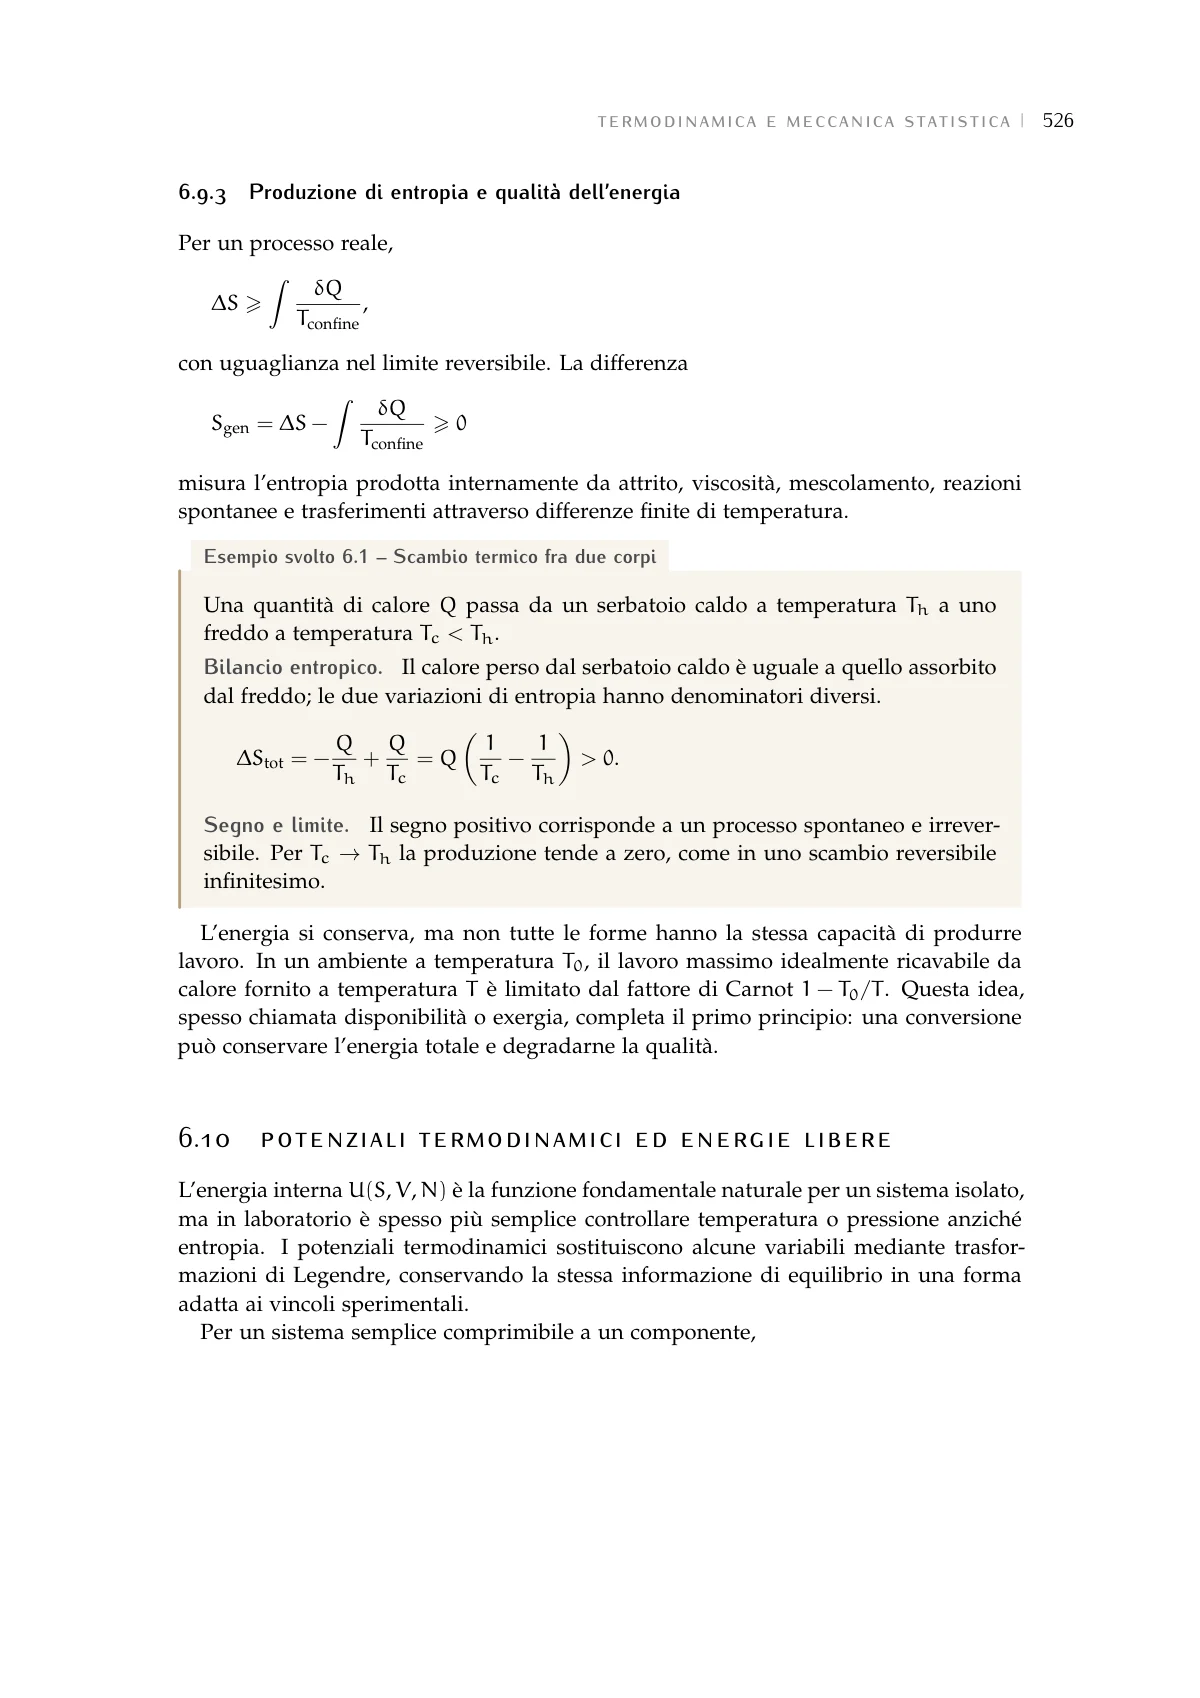 TERMODINAMICA E MECCANICA STATISTICA | 526
6.9.3 Produzione di entropia e qualità dell'energia
Per un processo reale,
ΔS ⩾ ∫ δQ / T_confine,
con uguaglianza nel limite reversibile. La differenza
S_gen = ΔS − ∫ δQ / T_confine ⩾ 0
misura l'entropia prodotta internamente da attrito, viscosità, mescolamento, reazioni
spontanee e trasferimenti attraverso differenze finite di temperatura.
Esempio svolto 6.1 – Scambio termico fra due corpi
Una quantità di calore Q passa da un serbatoio caldo a temperatura T_h a uno
freddo a temperatura T_c < T_h.
Bilancio entropico. Il calore perso dal serbatoio caldo è uguale a quello assorbito
dal freddo; le due variazioni di entropia hanno denominatori diversi.
ΔS_tot = −Q/T_h + Q/T_c = Q (1/T_c − 1/T_h) > 0.
Segno e limite. Il segno positivo corrisponde a un processo spontaneo e irrever-
sibile. Per T_c → T_h la produzione tende a zero, come in uno scambio reversibile
infinitesimo.
L'energia si conserva, ma non tutte le forme hanno la stessa capacità di produrre
lavoro. In un ambiente a temperatura T_0, il lavoro massimo idealmente ricavabile da
calore fornito a temperatura T è limitato dal fattore di Carnot 1 − T_0/T. Questa idea,
spesso chiamata disponibilità o exergia, completa il primo principio: una conversione
può conservare l'energia totale e degradarne la qualità.
6.10 POTENZIALI TERMODINAMICI ED ENERGIE LIBERE
L'energia interna U(S, V, N) è la funzione fondamentale naturale per un sistema isolato,
ma in laboratorio è spesso più semplice controllare temperatura o pressione anziché
entropia. I potenziali termodinamici sostituiscono alcune variabili mediante trasfor-
mazioni di Legendre, conservando la stessa informazione di equilibrio in una forma
adatta ai vincoli sperimentali.
Per un sistema semplice comprimibile a un componente,